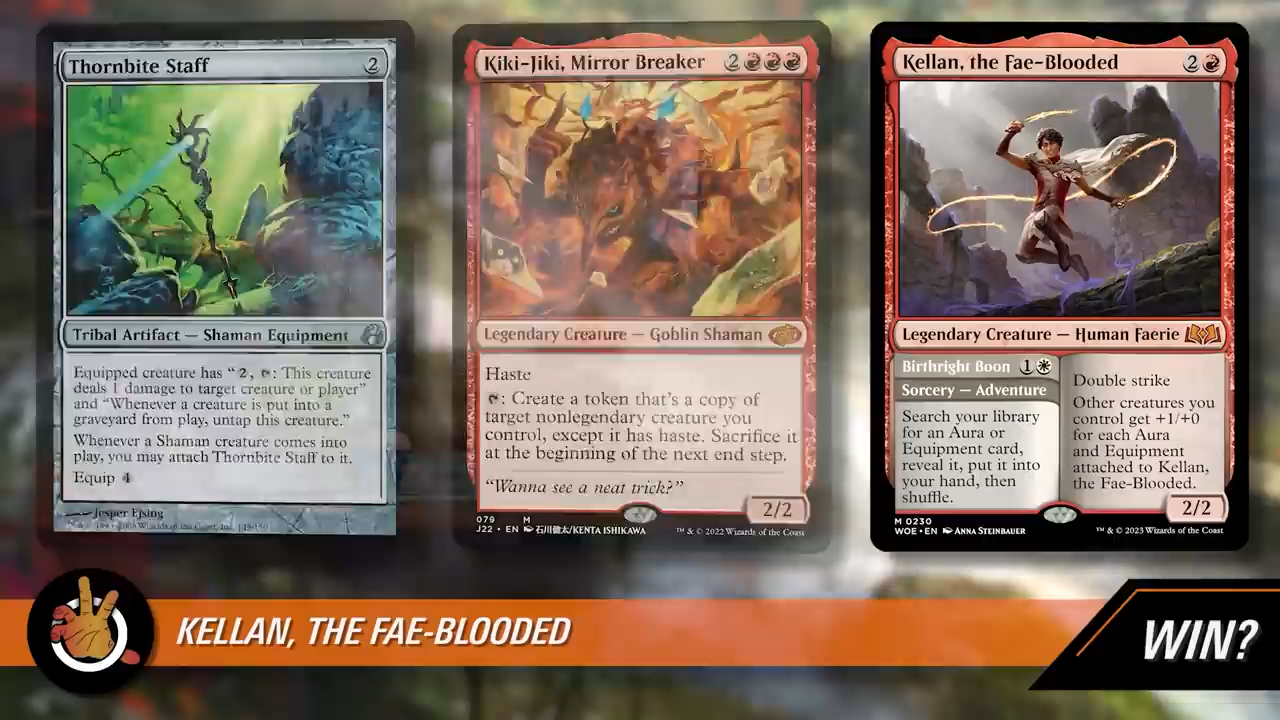 Thornbite Staff 2
Tribal Artifact — Shaman Equipment
Equipped creature has “2, T: This creature
deals 1 damage to target creature or player”
and “Whenever a creature is put into a
graveyard from play, untap this creature.”
Whenever a Shaman creature comes into
play, you may attach Thornbite Staff to it.
Equip 4
Jesper Ejsing
Kiki-Jiki, Mirror Breaker 2
Legendary Creature — Goblin Shaman
Haste
: Create a token that’s a copy of
target nonlegendary creature you
control, except it has haste. Sacrifice it
at the beginning of the next end step.
“Wanna see a neat trick?”
2/2
079 M
J22 • EN 石川健太/KENTA ISHIKAWA ™ & © 2022 Wizards of the Coast
Kellan, the Fae-Blooded 2
Legendary Creature — Human Faerie
Birthright Boon 1
Sorcery — Adventure
Search your library
for an Aura or
Equipment card,
reveal it, put it into
your hand, then
shuffle.
Double strike
Other creatures you
control get +1/+0
for each Aura
and Equipment
attached to Kellan,
the Fae-Blooded.
2/2
M 0230
WOE • EN ANNA STEINBAUER ™ & © 2023 Wizards of the Coast
KELLAN, THE FAE-BLOODED
WIN?